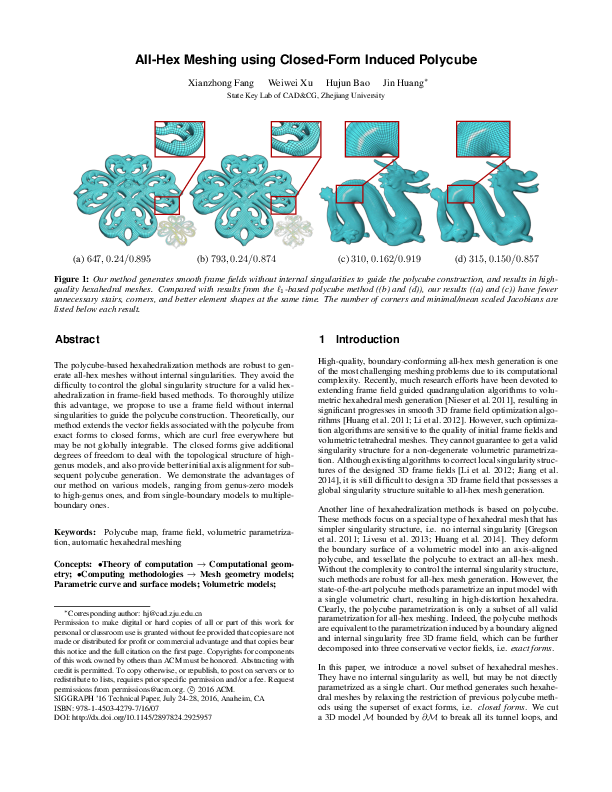 All-Hex Meshing using Closed-Form Induced Polycube
Xianzhong Fang Weiwei Xu Hujun Bao Jin Huang*
State Key Lab of CAD&CG, Zhejiang University
(a) 647, 0.24/0.895 (b) 793, 0.24/0.874 (c) 310, 0.162/0.919 (d) 315, 0.150/0.857
Figure 1: Our method generates smooth frame fields without internal singularities to guide the polycube construction, and results in high-
quality hexahedral meshes. Compared with results from the ℓ1-based polycube method ((b) and (d)), our results ((a) and (c)) have fewer
unnecessary stairs, corners, and better element shapes at the same time. The number of corners and minimal/mean scaled Jacobians are
listed below each result.
Abstract
The polycube-based hexahedralization methods are robust to gen-
erate all-hex meshes without internal singularities. They avoid the
difficulty to control the global singularity structure for a valid hex-
ahedralization in frame-field based methods. To thoroughly utilize
this advantage, we propose to use a frame field without internal
singularities to guide the polycube construction. Theoretically, our
method extends the vector fields associated with the polycube from
exact forms to closed forms, which are curl free everywhere but
may be not globally integrable. The closed forms give additional
degrees of freedom to deal with the topological structure of high-
genus models, and also provide better initial axis alignment for sub-
sequent polycube generation. We demonstrate the advantages of
our method on various models, ranging from genus-zero models
to high-genus ones, and from single-boundary models to multiple-
boundary ones.
Keywords: Polycube map, frame field, volumetric parametriza-
tion, automatic hexahedral meshing
Concepts: •Theory of computation → Computational geom-
etry; •Computing methodologies → Mesh geometry models;
Parametric curve and surface models; Volumetric models;
*Corresponding author: hj@cad.zju.edu.cn
Permission to make digital or hard copies of all or part of this work for
personal or classroom use is granted without fee provided that copies are not
made or distributed for profit or commercial advantage and that copies bear
this notice and the full citation on the first page. Copyrights for components
of this work owned by others than ACM must be honored. Abstracting with
credit is permitted. To copy otherwise, or republish, to post on servers or to
redistribute to lists, requires prior specific permission and/or a fee. Request
permissions from permissions@acm.org. © 2016 ACM.
SIGGRAPH '16 Technical Paper, July 24-28, 2016, Anaheim, CA
ISBN: 978-1-4503-4279-7/16/07
DOI: http://dx.doi.org/10.1145/2897824.2925957
1 Introduction
High-quality, boundary-conforming all-hex mesh generation is one
of the most challenging meshing problems due to its computational
complexity. Recently, much research efforts have been devoted to
extending frame field guided quadrangulation algorithms to volu-
metric hexahedral mesh generation [Nieser et al. 2011], resulting in
significant progresses in smooth 3D frame field optimization algo-
rithms [Huang et al. 2011; Li et al. 2012]. However, such optimiza-
tion algorithms are sensitive to the quality of initial frame fields and
volumetric tetrahedral meshes. They cannot guarantee to get a valid
singularity structure for a non-degenerate volumetric parametriza-
tion. Although existing algorithms to correct local singularity struc-
tures of the designed 3D frame fields [Li et al. 2012; Jiang et al.
2014], it is still difficult to design a 3D frame field that possesses a
global singularity structure suitable to all-hex mesh generation.
Another line of hexahedralization methods is based on polycube.
These methods focus on a special type of hexahedral mesh that has
simpler singularity structure, i.e. no internal singularity [Gregson
et al. 2011; Livesu et al. 2013; Huang et al. 2014]. They deform
the boundary surface of a volumetric model into an axis-aligned
polycube, and tessellate the polycube to extract an all-hex mesh.
Without the complexity to control the internal singularity structure,
such methods are robust for all-hex mesh generation. However, the
state-of-the-art polycube methods parametrize an input model with
a single volumetric chart, resulting in high-distortion hexahedra.
Clearly, the polycube parametrization is only a subset of all valid
parametrization for all-hex meshing. Indeed, the polycube methods
are equivalent to the parametrization induced by a boundary aligned
and internal singularity free 3D frame field, which can be further
decomposed into three conservative vector fields, i.e. exact forms.
In this paper, we introduce a novel subset of hexahedral meshes.
They have no internal singularity as well, but may be not directly
parametrized as a single chart. Our method generates such hexahe-
dral meshes by relaxing the restriction of previous polycube meth-
ods using the superset of exact forms, i.e. closed forms. We cut
a 3D model M bounded by ∂M to break all its tunnel loops, and